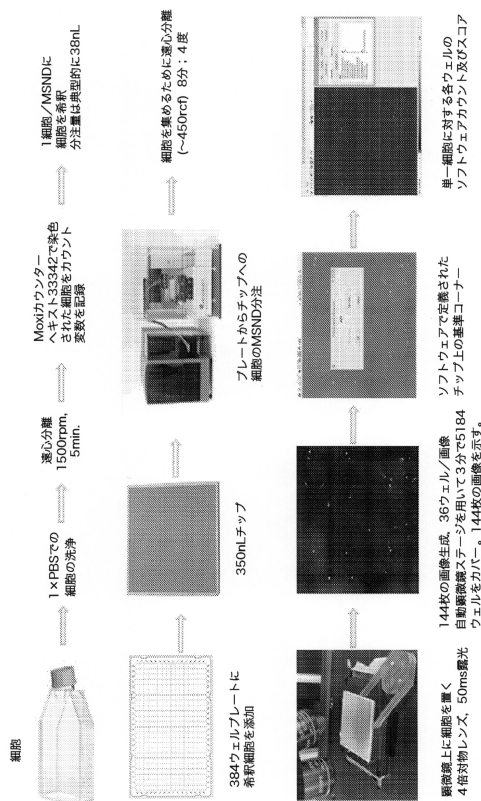 細胞
1×PBSでの
細胞の洗浄
遠心分離
1500rpm,
5min.
Moxiカウンター
ヘキスト33342で染色
された細胞をカウント
変数を記録
1細胞／MSNDに
細胞を希釈
分注量は典型的に38nL
384ウェルプレートに
希釈細胞を添加
350nLチップ
プレートからチップへの
細胞のMSND分注
細胞を集めるために遠心分離
(～450rcf) 8分；4度
顕微鏡上に細胞を置く
4倍対物レンズ，50ms露光
144枚の画像生成，36ウェル／画像
自動顕微鏡ステージを用いて3分で5184
ウェルをカバー。144枚の画像を示す。
ソフトウェアで定義された
チップ上の基準コーナー
単一細胞に対する各ウェルの
ソフトウェアカウント及びスコア